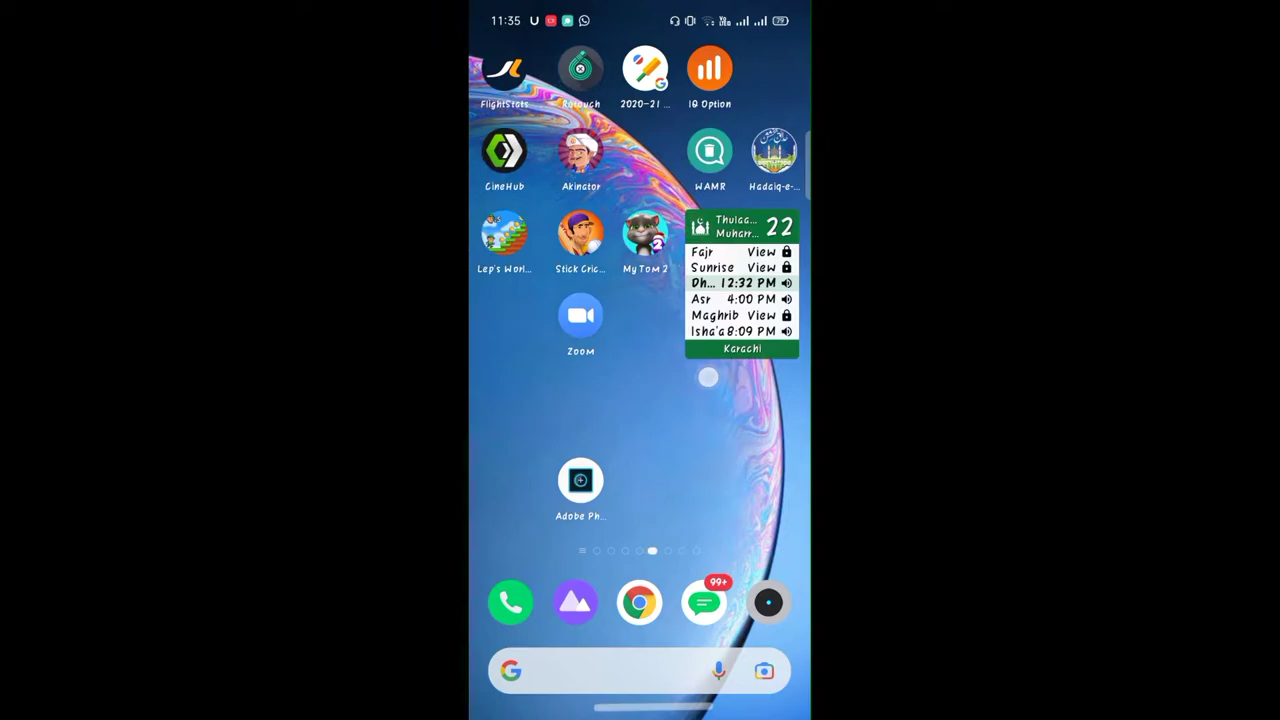 11:35
79
FlightStats
Retouch
2020-21 ...
IQ Option
CineHub
Akinator
WAMR
Hadaiq-e-...
Lep's Worl...
Stick Cric...
My Tom 2
Thulaa...
Muharr...
22
Fajr View
Sunrise View
Dh... 12:32 PM
Asr 4:00 PM
Maghrib View
Isha'a 8:09 PM
Karachi
Zoom
Adobe Ph...
99+